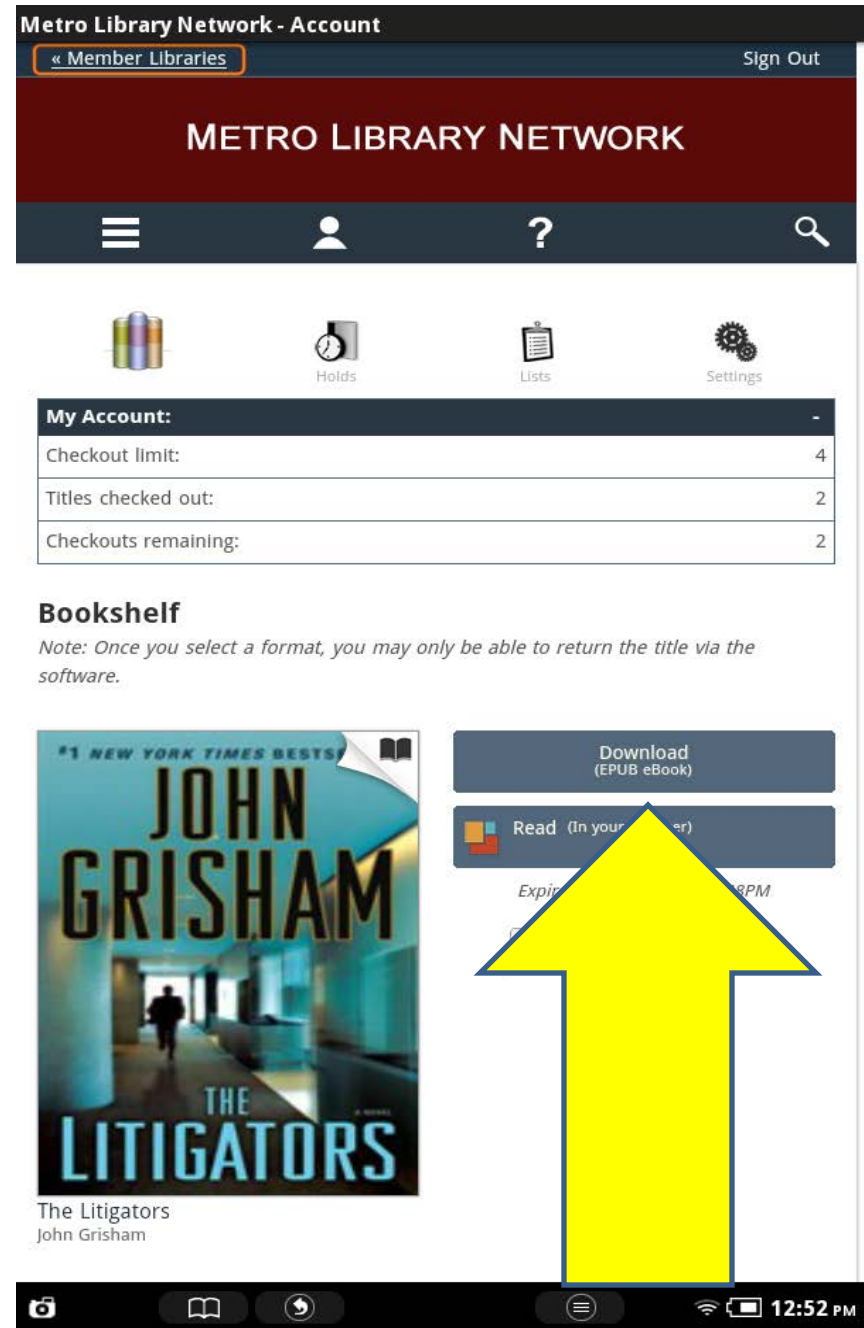 Metro Library Network - Account
« Member Libraries
Sign Out
METRO LIBRARY NETWORK
?
Holds
Lists
Settings
My Account: -
Checkout limit: 4
Titles checked out: 2
Checkouts remaining: 2
Bookshelf
Note: Once you select a format, you may only be able to return the title via the
software.
#1 NEW YORK TIMES
JOHN
GRISHAM
THE
A NOVEL
LITIGATORS
Download
(EPUB eBook)
Read (In your
The Litigators
John Grisham
12:52 PM